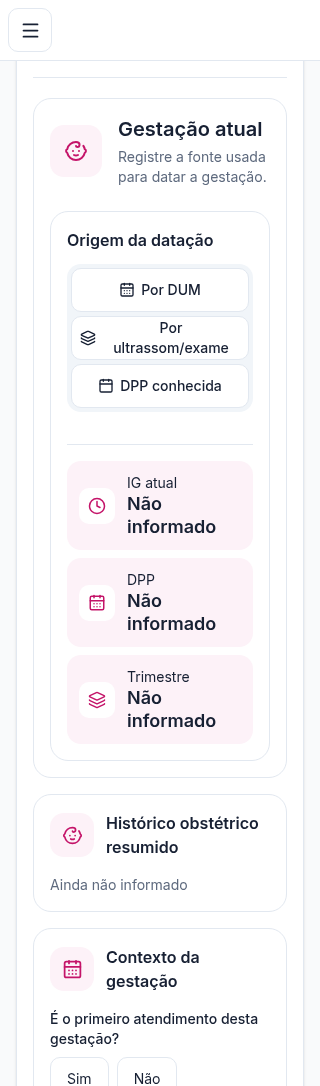 Gestação atual
Registre a fonte usada
para datar a gestação.
Origem da datação
Por DUM
Por
ultrassom/exame
DPP conhecida
IG atual
Não
informado
DPP
Não
informado
Trimestre
Não
informado
Histórico obstétrico
resumido
Ainda não informado
Contexto da
gestação
É o primeiro atendimento desta
gestação?
Sim
Não